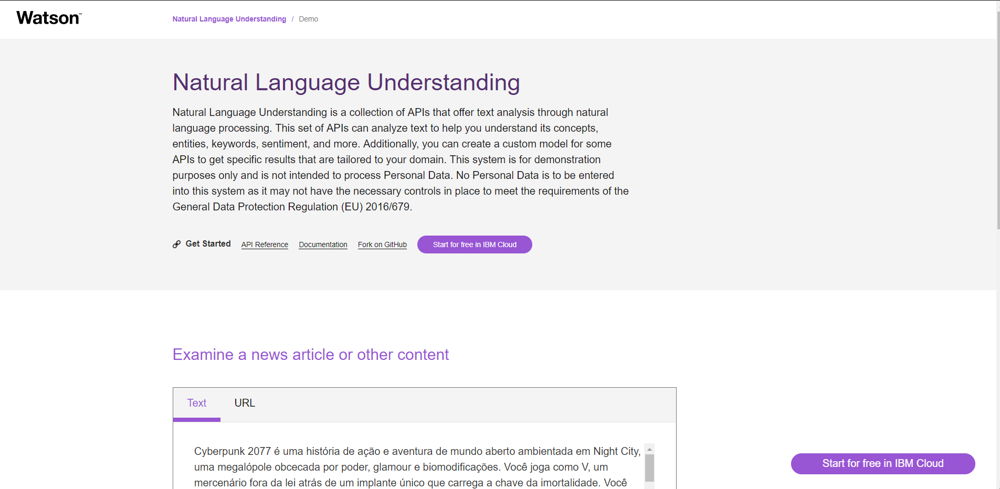 Watson™
Natural Language Understanding / Demo
Natural Language Understanding
Natural Language Understanding is a collection of APIs that offer text analysis through natural
language processing. This set of APIs can analyze text to help you understand its concepts,
entities, keywords, sentiment, and more. Additionally, you can create a custom model for some
APIs to get specific results that are tailored to your domain. This system is for demonstration
purposes only and is not intended to process Personal Data. No Personal Data is to be entered
into this system as it may not have the necessary controls in place to meet the requirements of the
General Data Protection Regulation (EU) 2016/679.
Get Started API Reference Documentation Fork on GitHub Start for free in IBM Cloud
Examine a news article or other content
Text URL
Cyberpunk 2077 é uma história de ação e aventura de mundo aberto ambientada em Night City,
uma megalópole obcecada por poder, glamour e biomodificações. Você joga como V, um
mercenário fora da lei atrás de um implante único que carrega a chave da imortalidade. Você
Start for free in IBM Cloud